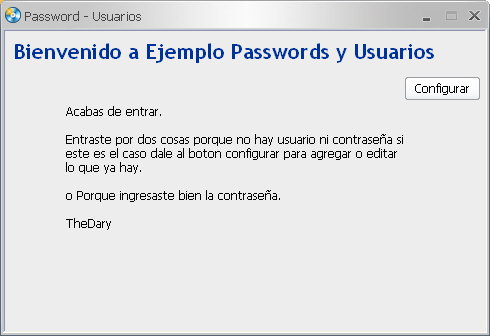 Password - Usuarios
Bienvenido a Ejemplo Passwords y Usuarios
Configurar
Acabas de entrar.
Entraste por dos cosas porque no hay usuario ni contraseña si
este es el caso dale al boton configurar para agregar o editar
lo que ya hay.
o Porque ingresaste bien la contraseña.
TheDary